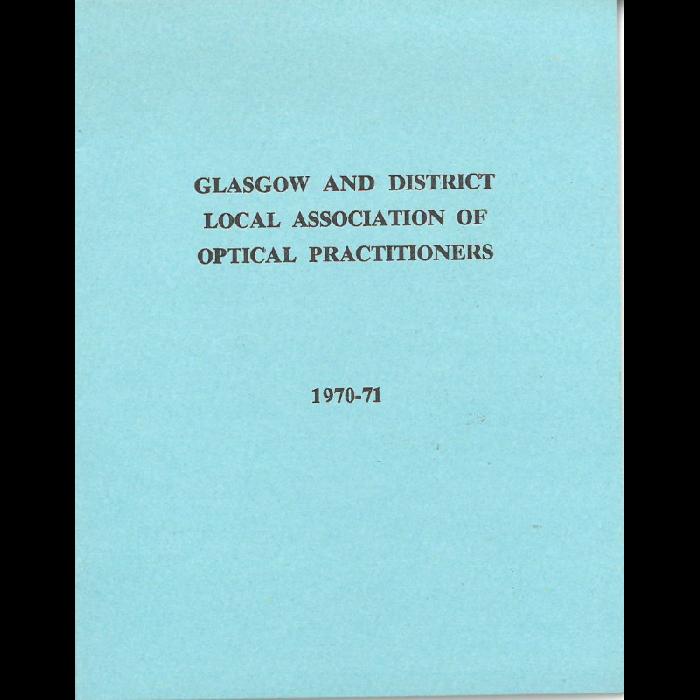 GLASGOW AND DISTRICT
LOCAL ASSOCIATION OF
OPTICAL PRACTITIONERS
1970-71